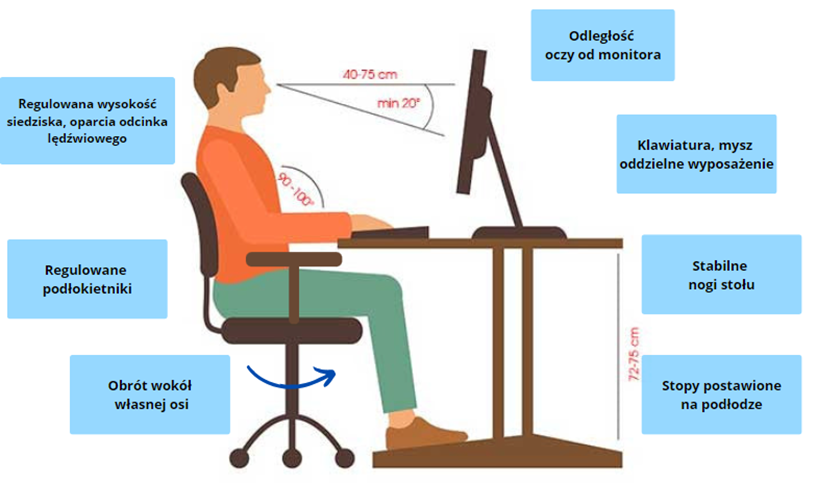 Odległość
oczy od monitora
40-75 cm
min 20°
Regulowana wysokość
siedziska, oparcia odcinka
lędźwiowego
Klawiatura, mysz
oddzielne wyposażenie
90-100°
Regulowane
podłokietniki
Stabilne
nogi stołu
72-75 cm
Obrót wokół
własnej osi
Stopy postawione
na podłodze